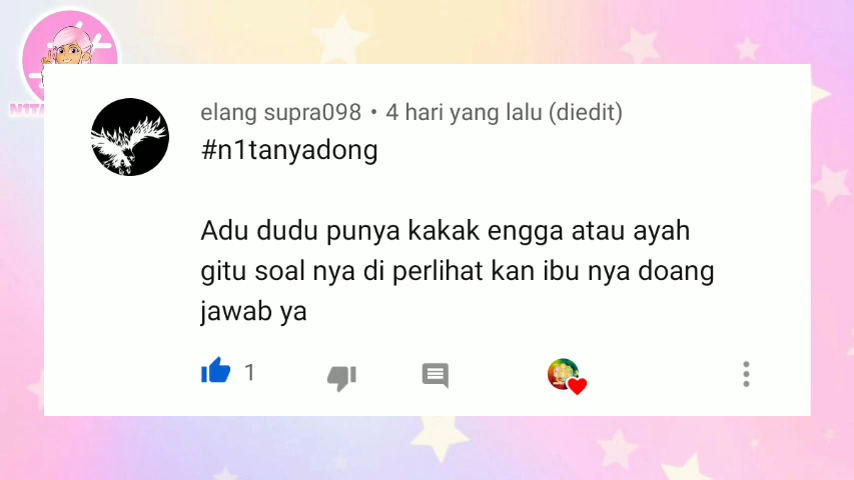 elang supra098 • 4 hari yang lalu (diedit)
#n1tanyadong
Adu dudu punya kakak engga atau ayah
gitu soal nya di perlihat kan ibu nya doang
jawab ya
1